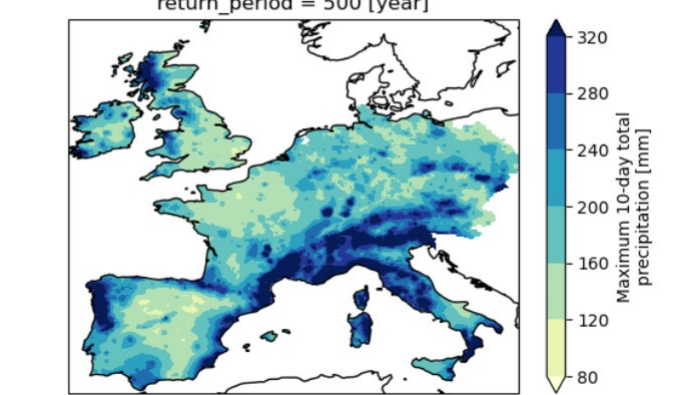 return_period = 500 [year]
320
280
240
200
160
120
80
Maximum 10-day total
precipitation [mm]